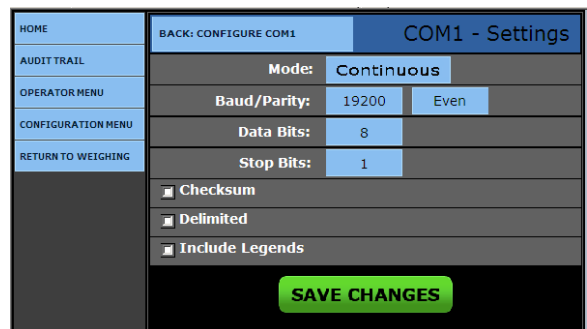 HOME
AUDIT TRAIL
OPERATOR MENU
CONFIGURATION MENU
RETURN TO WEIGHING
BACK: CONFIGURE COM1
COM1 - Settings
Mode: Continuous
Baud/Parity: 19200 Even
Data Bits: 8
Stop Bits: 1
Checksum
Delimited
Include Legends
SAVE CHANGES